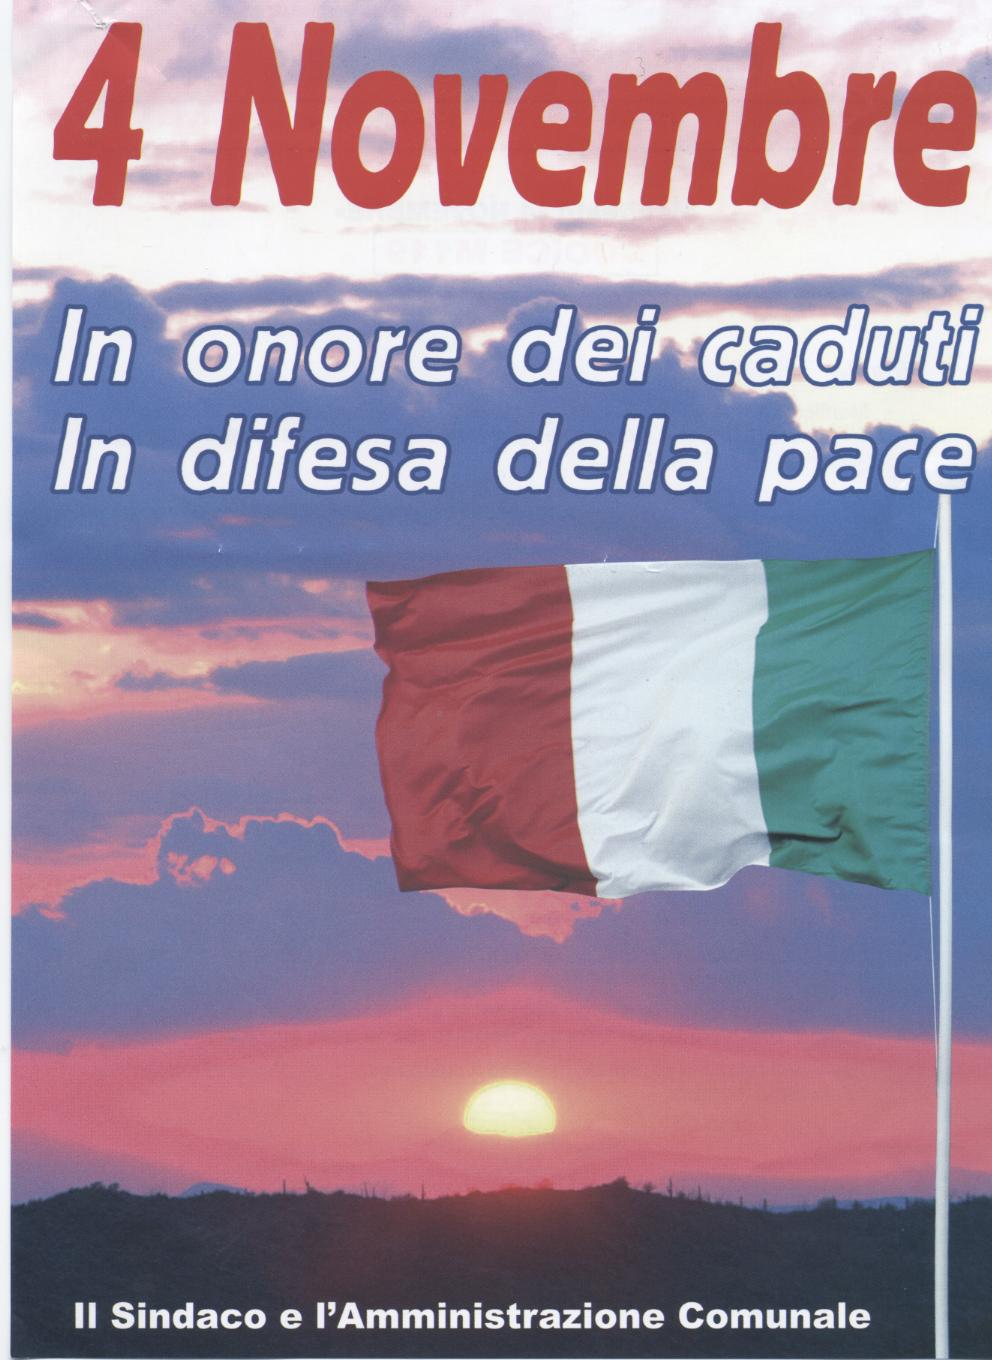 4 Novembre
In onore dei caduti
In difesa della pace
Il Sindaco e l’Amministrazione Comunale